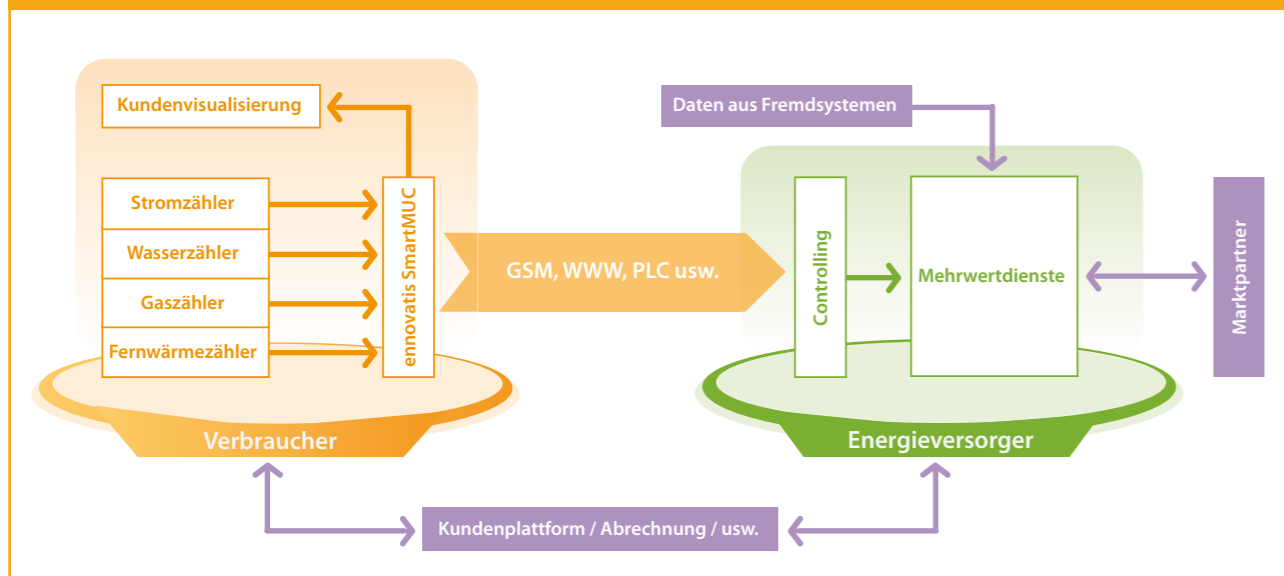 Kundenvisualisierung
Stromzähler
Wasserzähler
Gaszähler
Fernwärmezähler
ennovatis SmartMUC
Verbraucher
GSM, WWW, PLC usw.
Daten aus Fremdsystemen
Controlling
Mehrwertdienste
Marktpartner
Energieversorger
Kundenplattform / Abrechnung / usw.